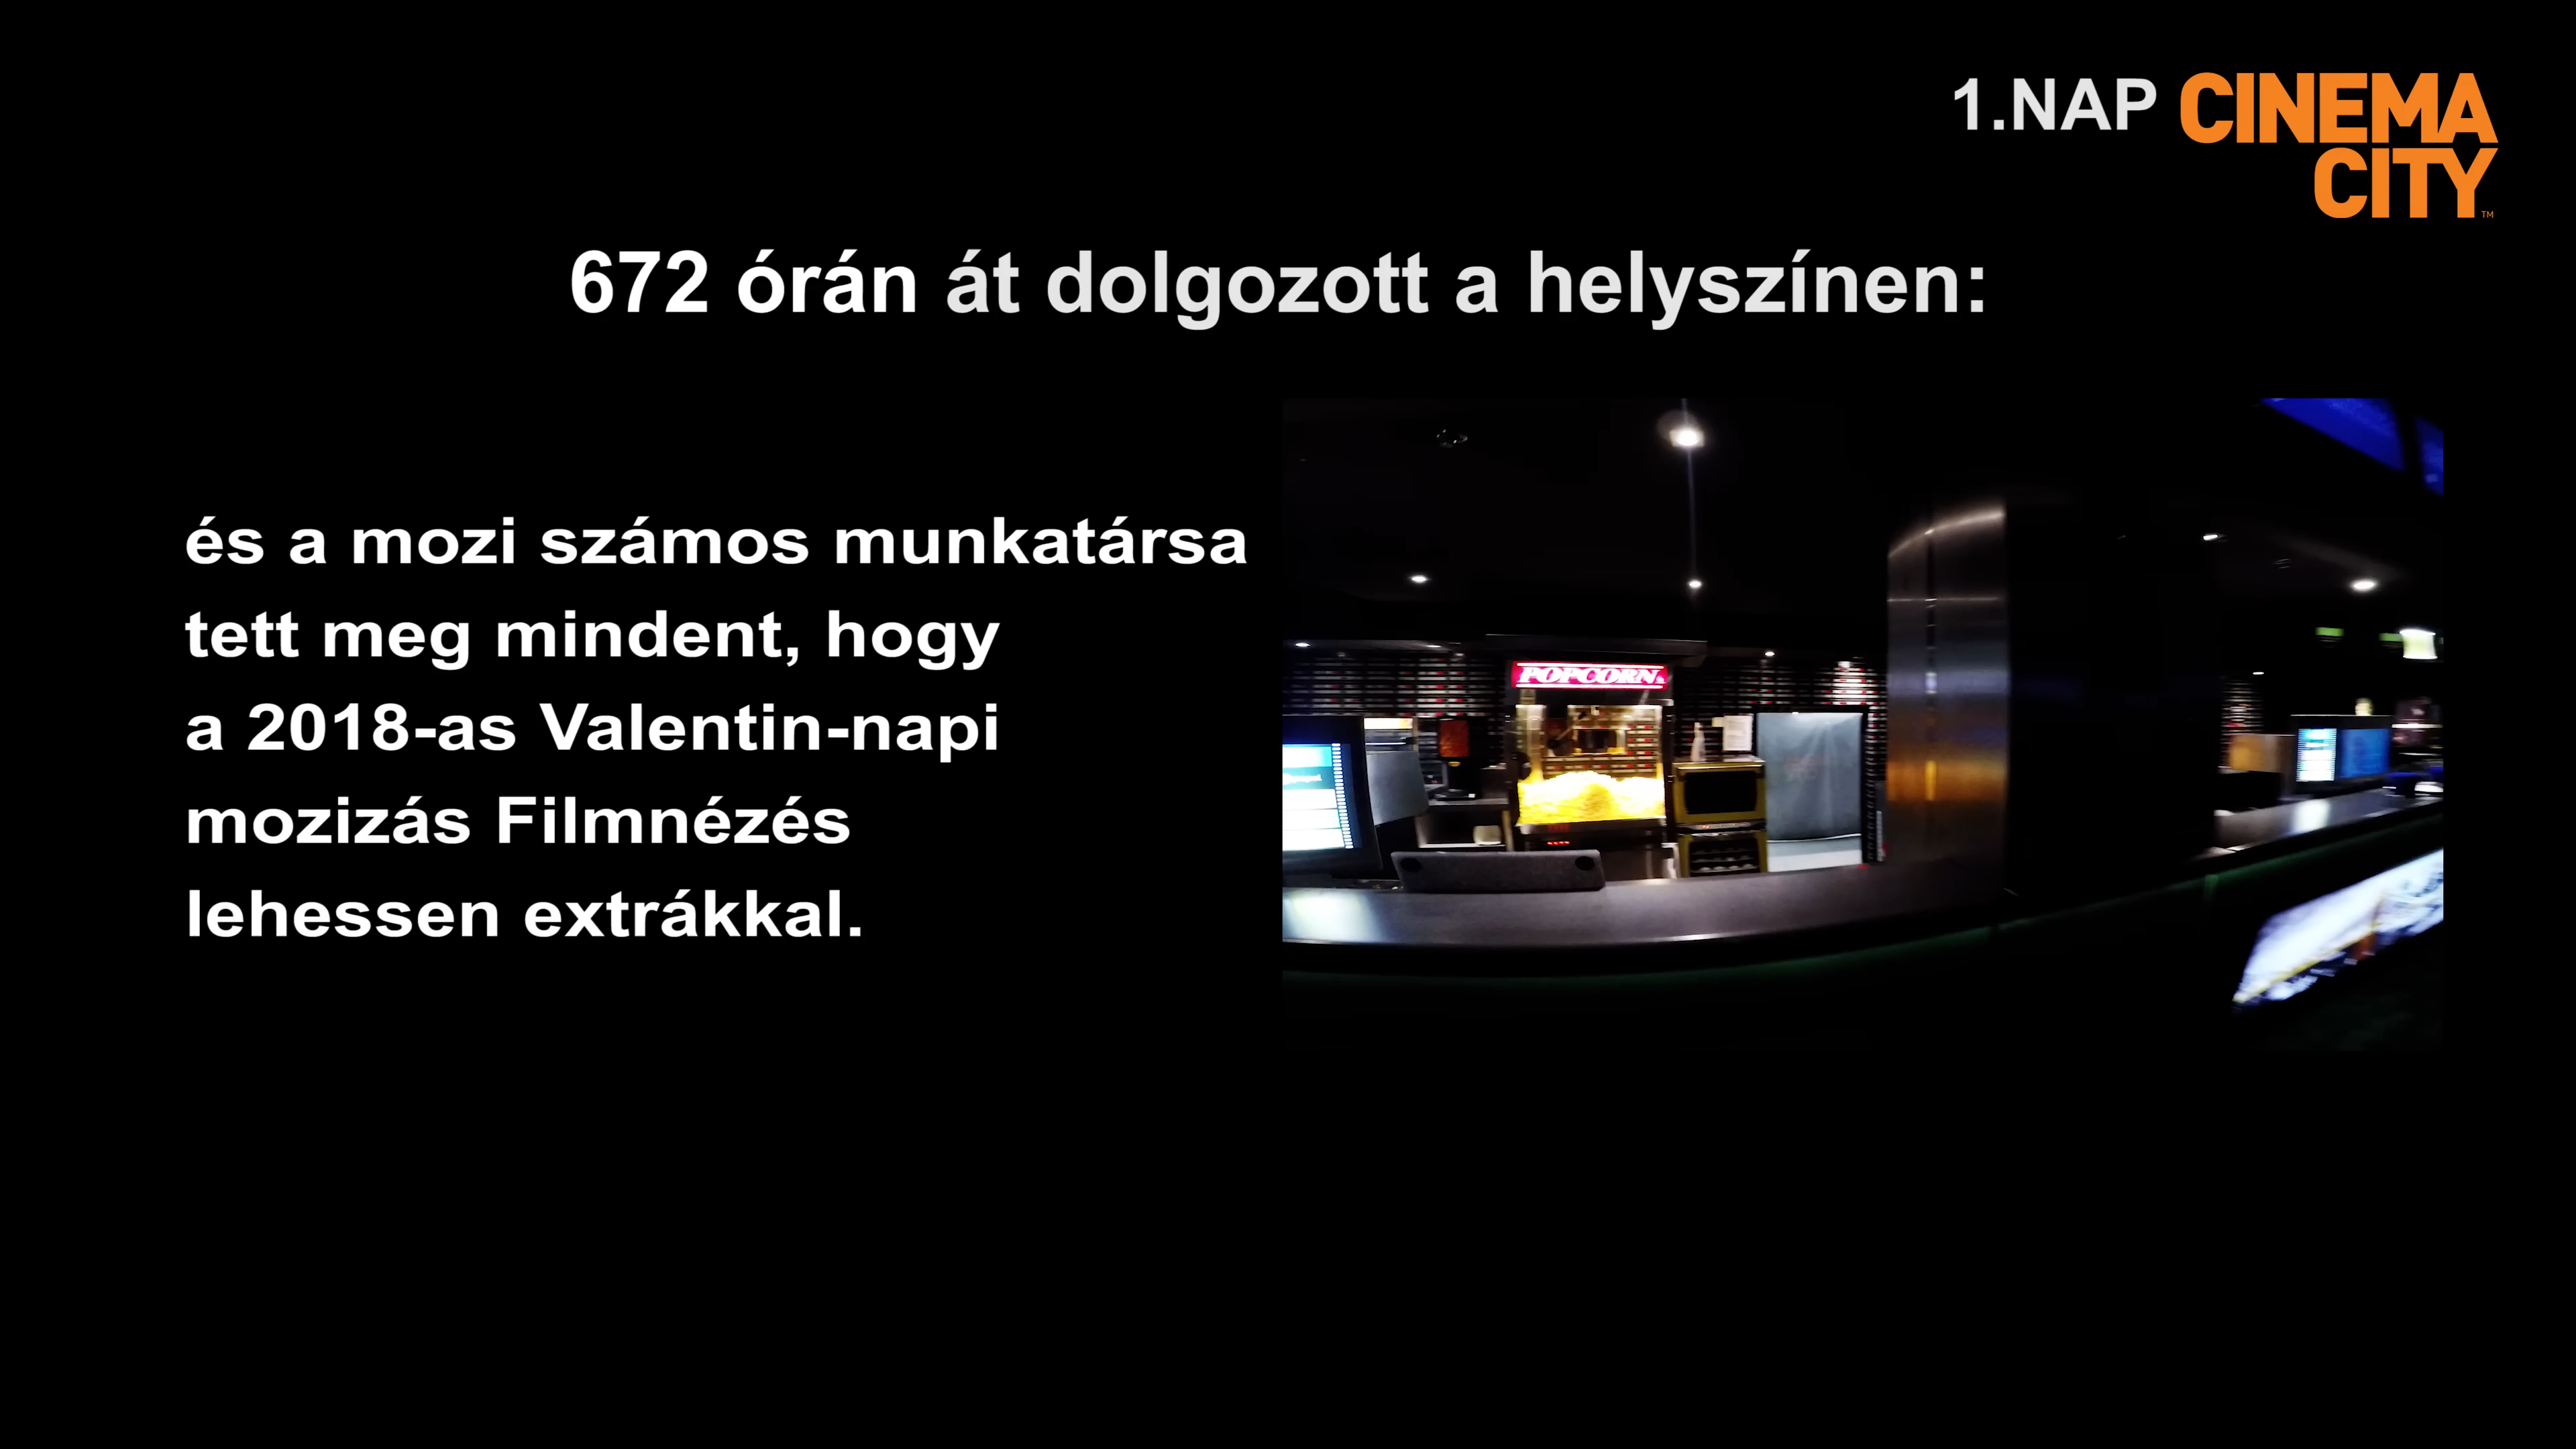 1.NAP
CINEMA
CITY™
672 órán át dolgozott a helyszínen:
és a mozi számos munkatársa
tett meg mindent, hogy
a 2018-as Valentin-napi
mozizás Filmnézés
lehessen extrákkal.
POPCORN